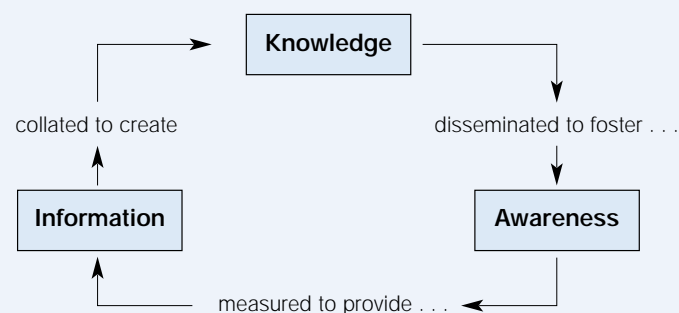 Knowledge
collated to create
disseminated to foster . . .
Information
Awareness
measured to provide . . .